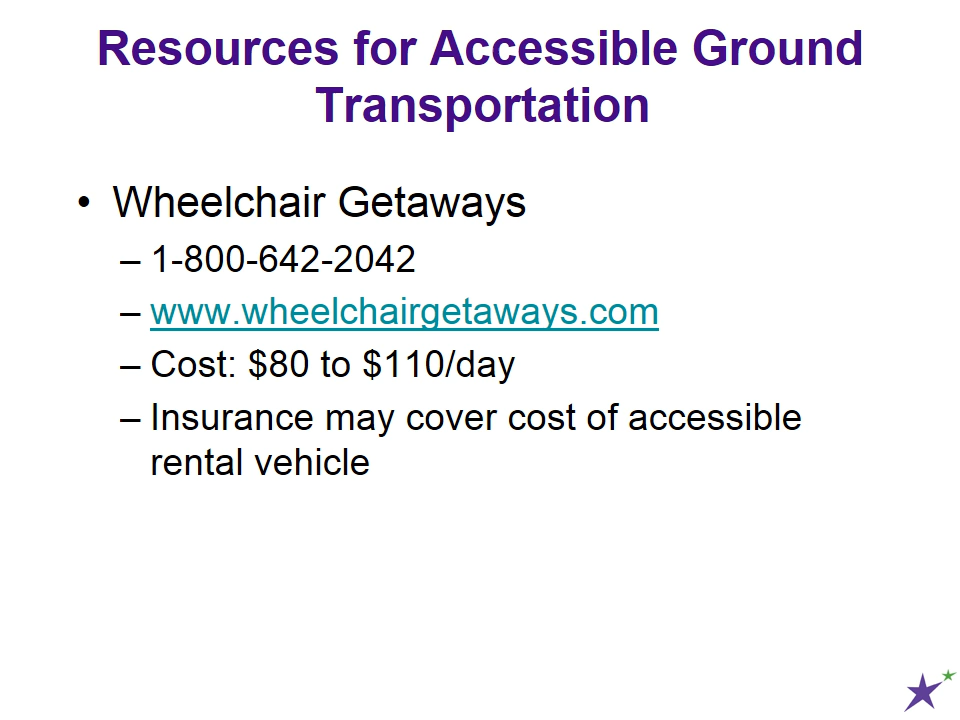 Resources for Accessible Ground
Transportation
• Wheelchair Getaways
– 1-800-642-2042
– www.wheelchairgetaways.com
– Cost: $80 to $110/day
– Insurance may cover cost of accessible
rental vehicle